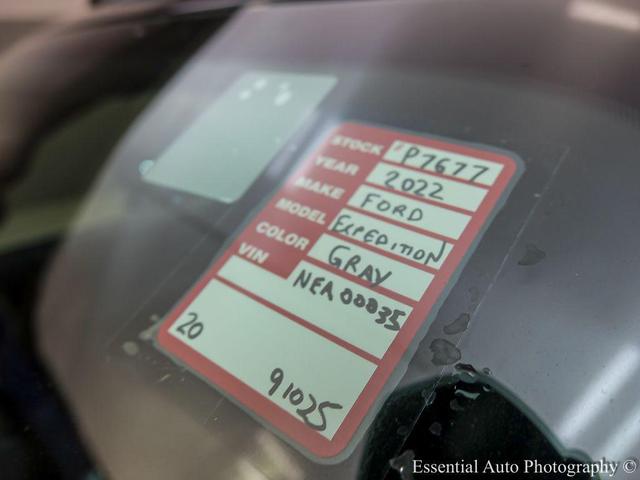 STOCK P7677
YEAR 2022
MAKE FORD
MODEL EXPEDITION
COLOR GRAY
VIN NEA00035
20 91025
Essential Auto Photography ©